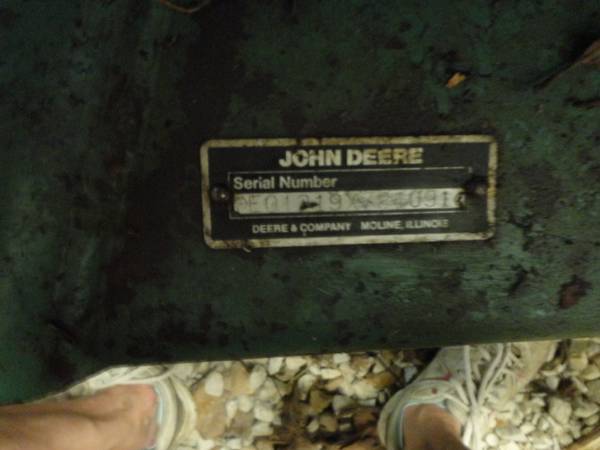 JOHN DEERE
Serial Number
DEERE & COMPANY MOLINE, ILLINOIS